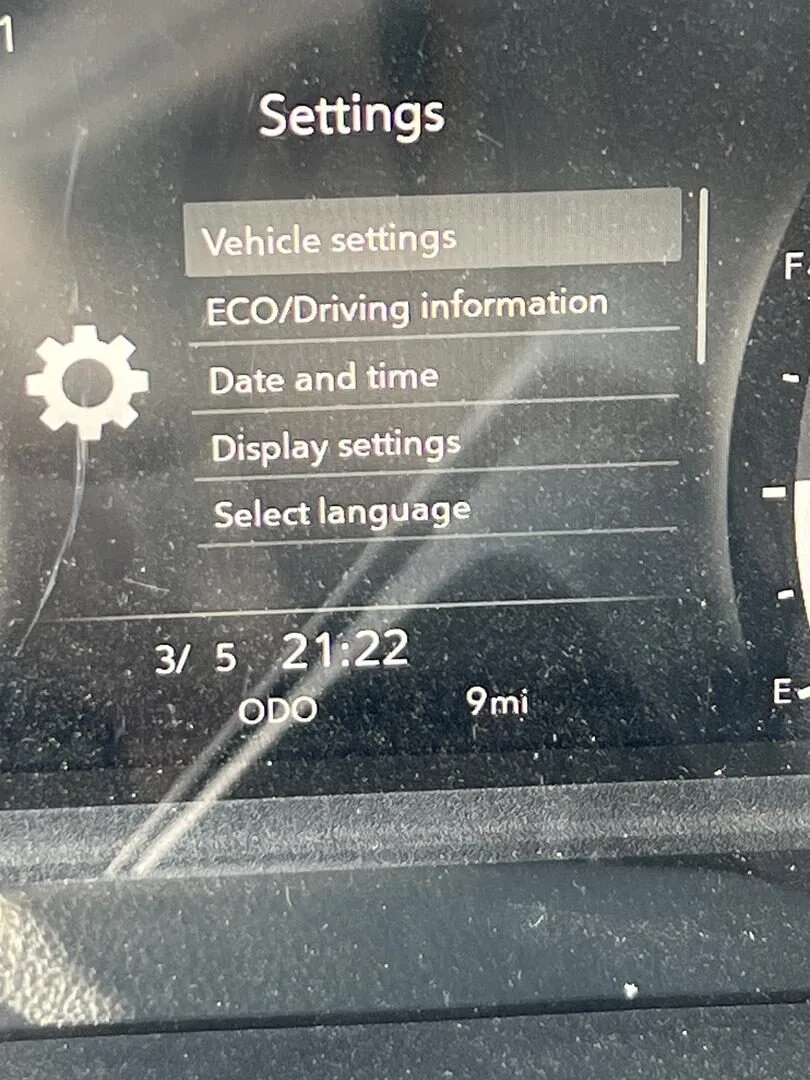 1
Settings
Vehicle settings
ECO/Driving information
Date and time
Display settings
Select language
3/ 5 21:22
ODO 9mi
F
E